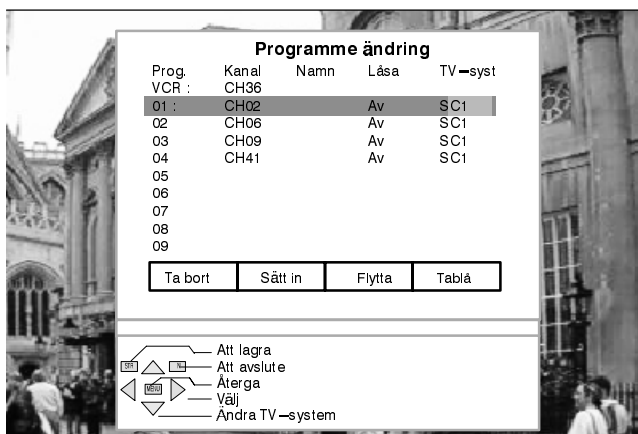 Programme ändring
Prog. Kanal Namn Låsa TV-syst
VCR : CH36
01 : CH02 Av SC1
02 CH06 Av SC1
03 CH09 Av SC1
04 CH41 Av SC1
05
06
07
08
09
Ta bort Sätt in Flytta Tablå
Att lagra
STR N Att avslute
MENU Återga
Välj
Ändra TV-system